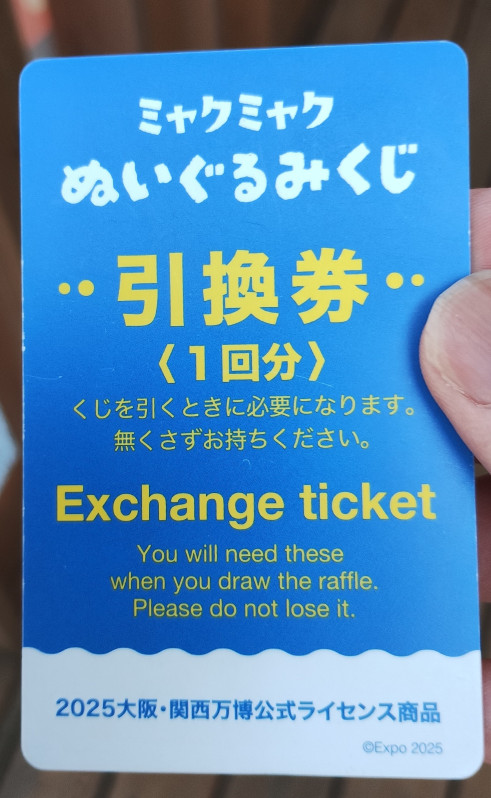 ミャクミャク
ぬいぐるみくじ
··引換券··
〈1回分〉
くじを引くときに必要になります。
無くさずお持ちください。
Exchange ticket
You will need these
when you draw the raffle.
Please do not lose it.
2025大阪・関西万博公式ライセンス商品
©Expo 2025